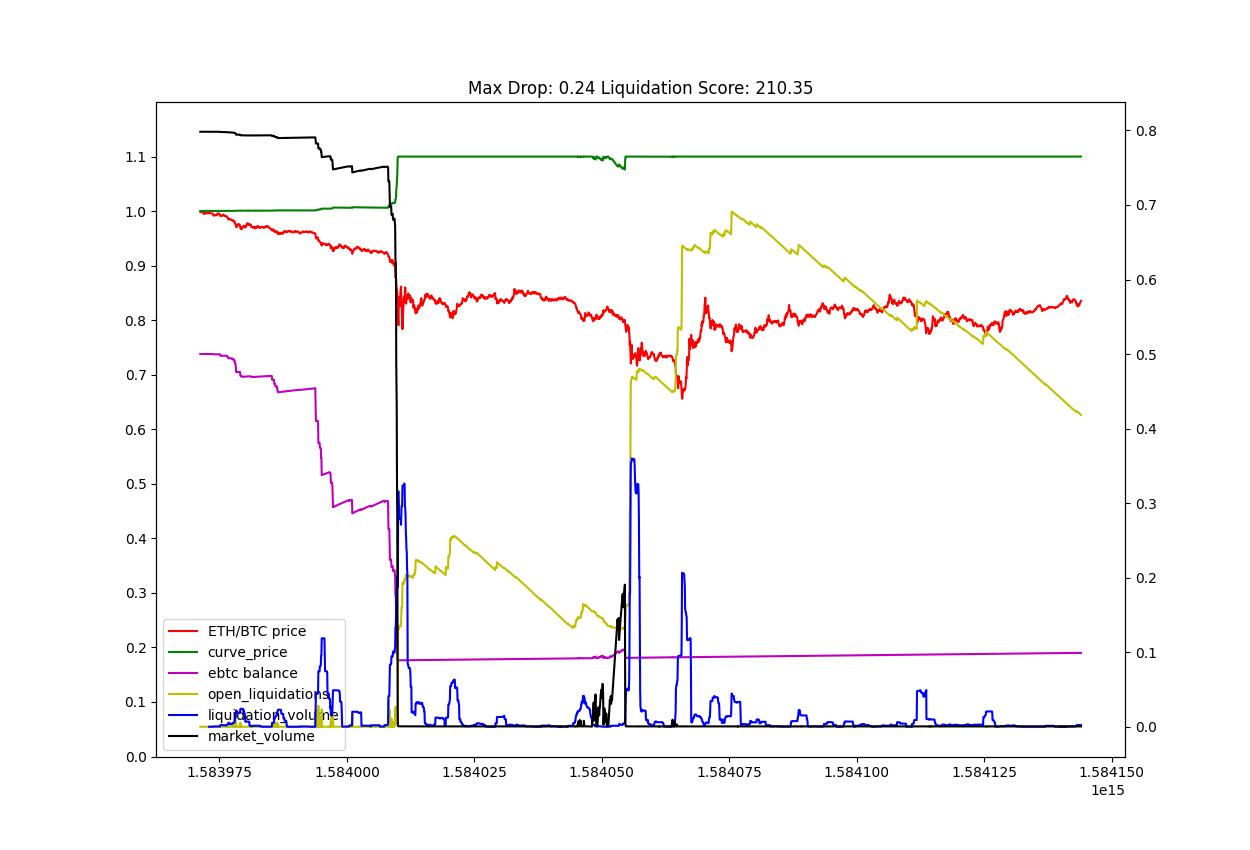 Max Drop: 0.24 Liquidation Score: 210.35
1.1
1.0
0.9
0.8
0.7
0.6
0.5
0.4
0.3
0.2
0.1
0.0
0.8
0.7
0.6
0.5
0.4
0.3
0.2
0.1
0.0
ETH/BTC price
curve_price
ebtc balance
open_liquidations
liquidation_volume
market_volume
1.583975 1.584000 1.584025 1.584050 1.584075 1.584100 1.584125 1.584150
1e15